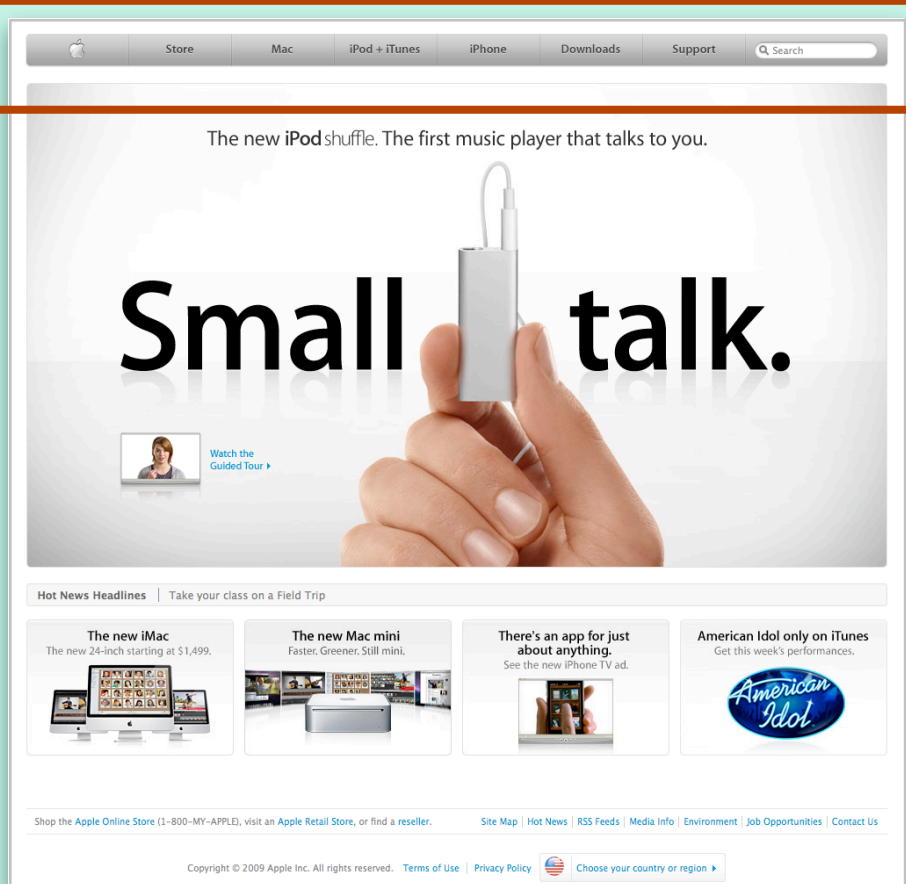 Store Mac iPod + iTunes iPhone Downloads Support Search
The new iPod shuffle. The first music player that talks to you.
Small talk.
Watch the
Guided Tour
Hot News Headlines Take your class on a Field Trip
The new iMac
The new 24-inch starting at $1,499.
The new Mac mini
Faster. Greener. Still mini.
There's an app for just
about anything.
See the new iPhone TV ad.
American Idol only on iTunes
Get this week's performances.
American
Idol
Shop the Apple Online Store (1-800-MY-APPLE), visit an Apple Retail Store, or find a reseller.
Site Map Hot News RSS Feeds Media Info Environment Job Opportunities Contact Us
Copyright © 2009 Apple Inc. All rights reserved. Terms of Use Privacy Policy Choose your country or region